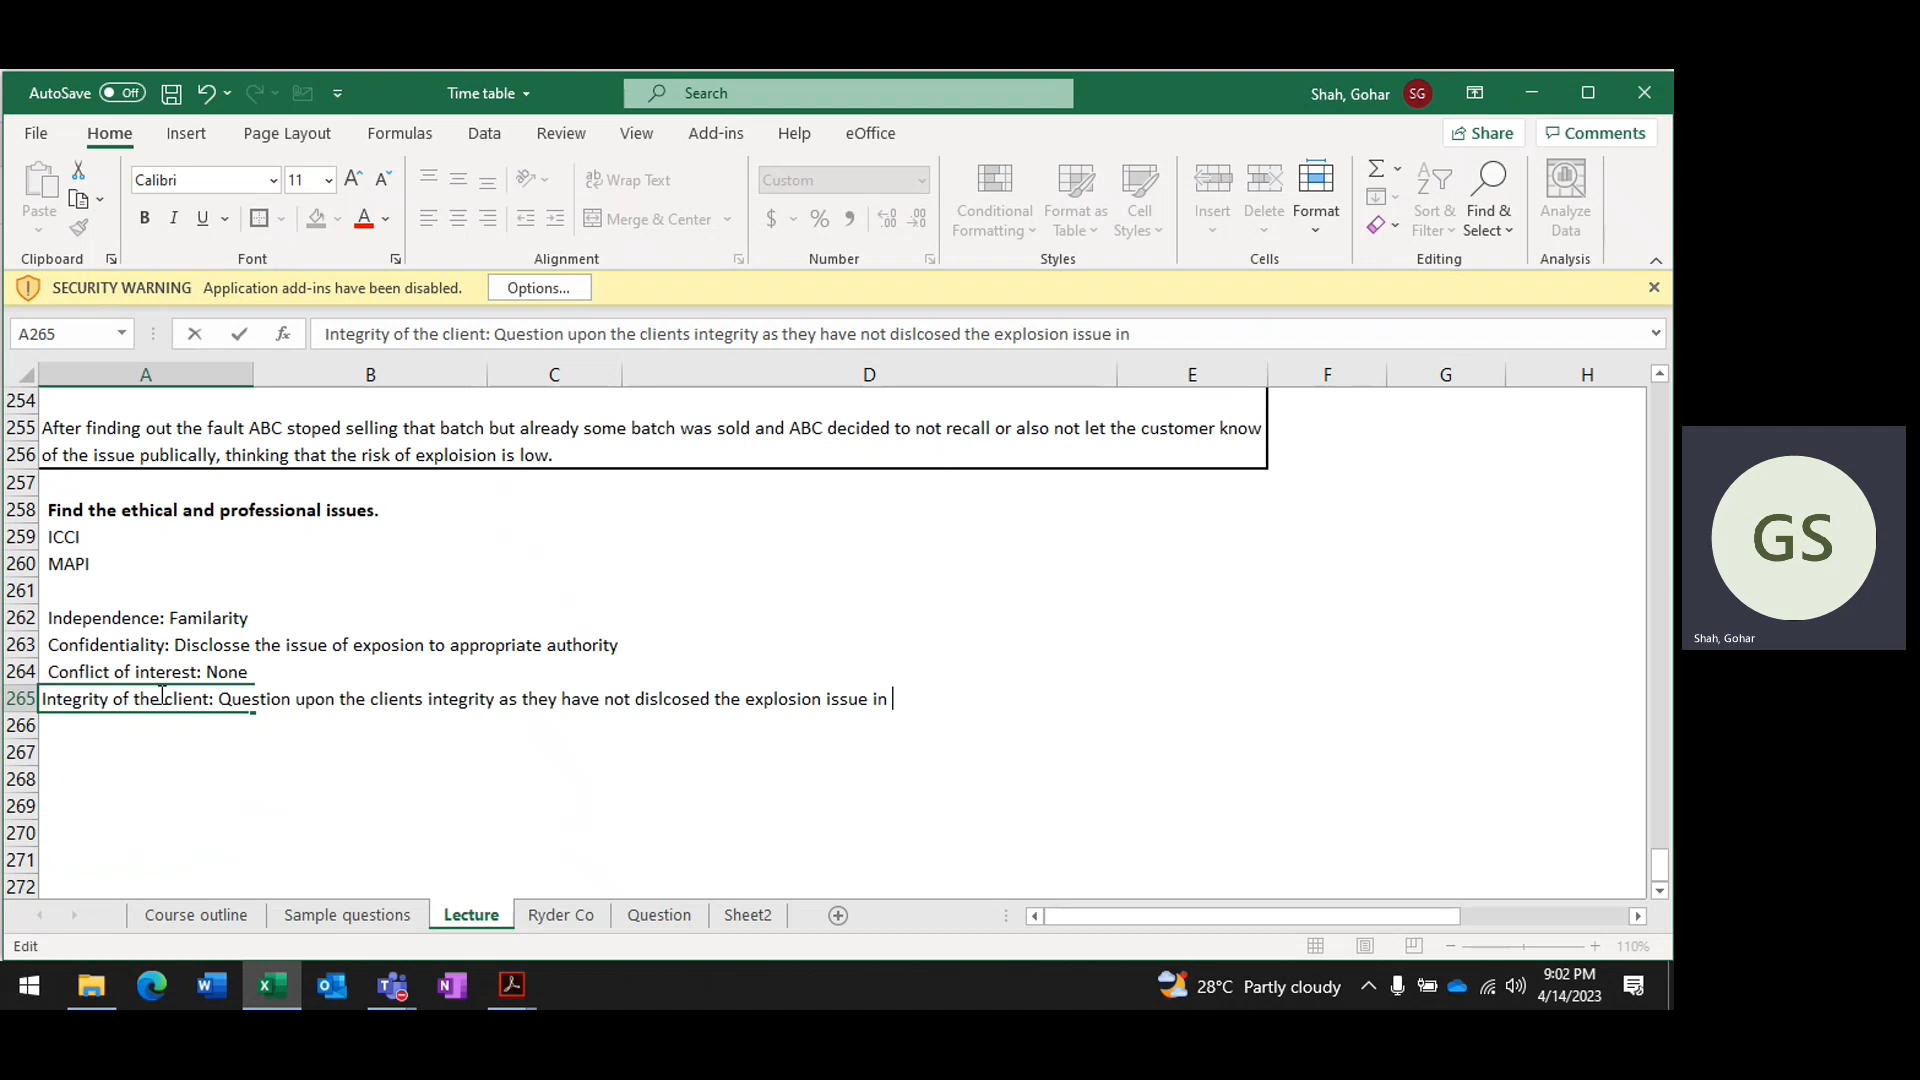 AutoSave Off Time table Search Shah, Gohar SG
File Home Insert Page Layout Formulas Data Review View Add-ins Help eOffice Share Comments
Calibri 11 ab Wrap Text Custom
Paste B I U A Merge & Center $ % Conditional Formatting Format as Table Cell Styles Insert Delete Format Sort & Filter Find & Select Analyze Data
Clipboard Font Alignment Number Styles Cells Editing Analysis
SECURITY WARNING Application add-ins have been disabled. Options...
A265 fx Integrity of the client: Question upon the clients integrity as they have not dislcosed the explosion issue in
A B C D E F G H
254
255 After finding out the fault ABC stoped selling that batch but already some batch was sold and ABC decided to not recall or also not let the customer know
256 of the issue publically, thinking that the risk of exploision is low.
257
258 Find the ethical and professional issues.
259 ICCI
260 MAPI
261
262 Independence: Familarity
263 Confidentiality: Disclosse the issue of exposion to appropriate authority
264 Conflict of interest: None
265 Integrity of the client: Question upon the clients integrity as they have not dislcosed the explosion issue in
266
267
268
269
270
271
272
Course outline Sample questions Lecture Ryder Co Question Sheet2
Edit 110%
28°C Partly cloudy 9:02 PM
4/14/2023
GS
Shah, Gohar